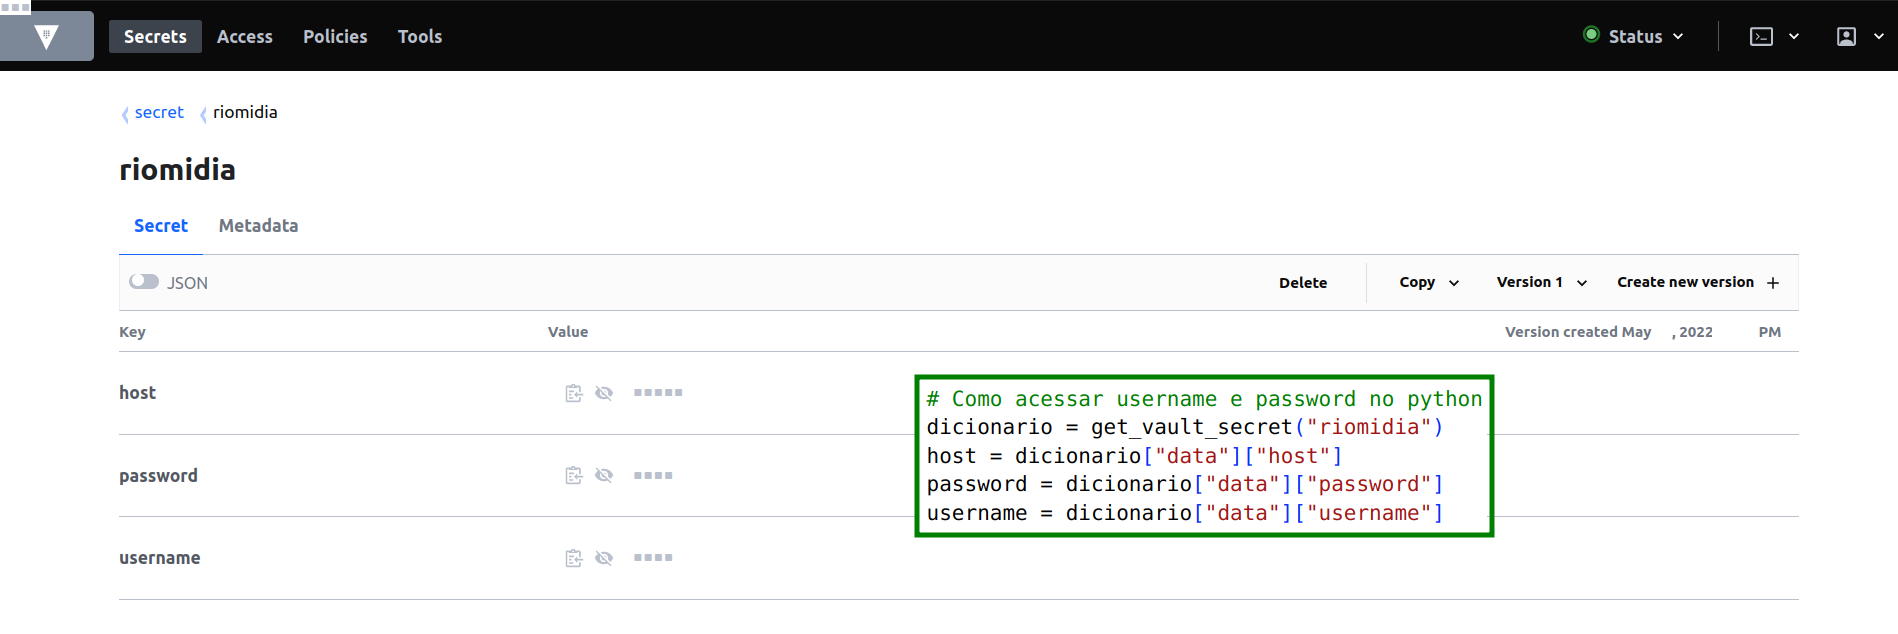 Secrets Access Policies Tools Status
secret riomidia
riomidia
Secret Metadata
JSON Delete Copy Version 1 Create new version
Key Value Version created May , 2022 PM
host
# Como acessar username e password no python
dicionario = get_vault_secret("riomidia")
host = dicionario["data"]["host"]
password
password = dicionario["data"]["password"]
username = dicionario["data"]["username"]
username